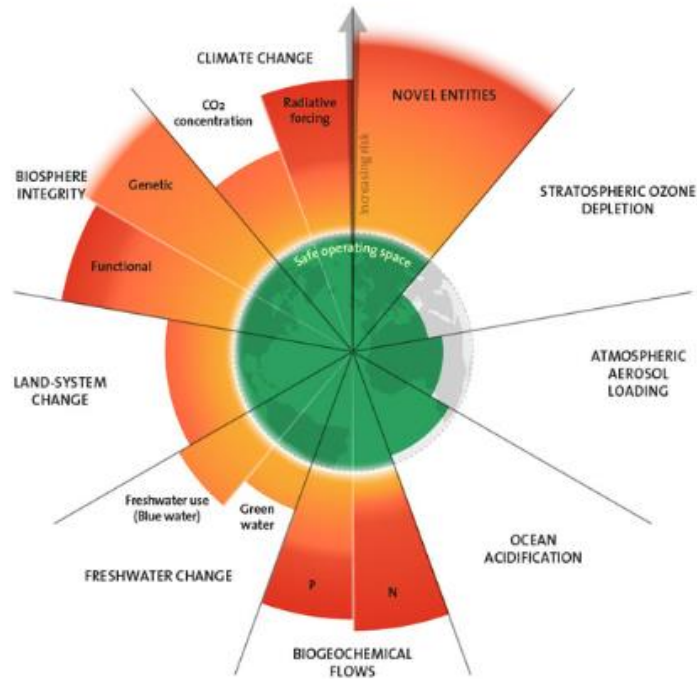 CLIMATE CHANGE
CO2
concentration
Radiative
forcing
Increasing risk
NOVEL ENTITIES
BIOSPHERE
INTEGRITY
Genetic
Functional
STRATOSPHERIC OZONE
DEPLETION
Safe operating space
LAND-SYSTEM
CHANGE
ATMOSPHERIC
AEROSOL
LOADING
Freshwater use
(Blue water)
Green
water
FRESHWATER CHANGE
OCEAN
ACIDIFICATION
P
N
BIOGEOCHEMICAL
FLOWS